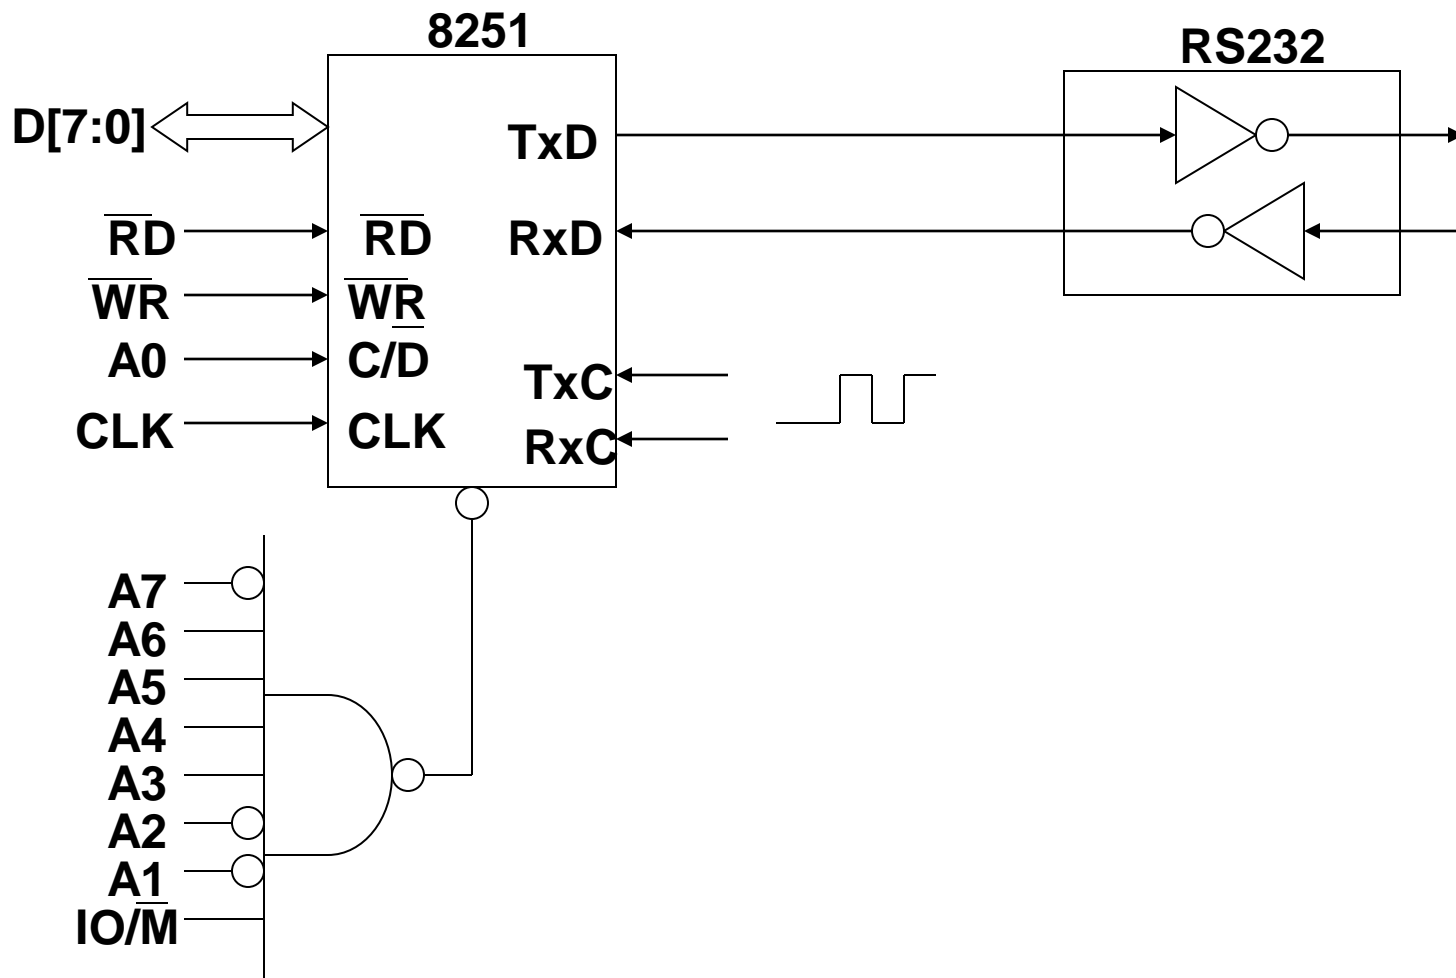 8251
RS232
D[7:0]
TxD
RD
RD
RxD
WR
WR
A0
C/D
TxC
CLK
CLK
RxC
A7
A6
A5
A4
A3
A2
A1
IO/M